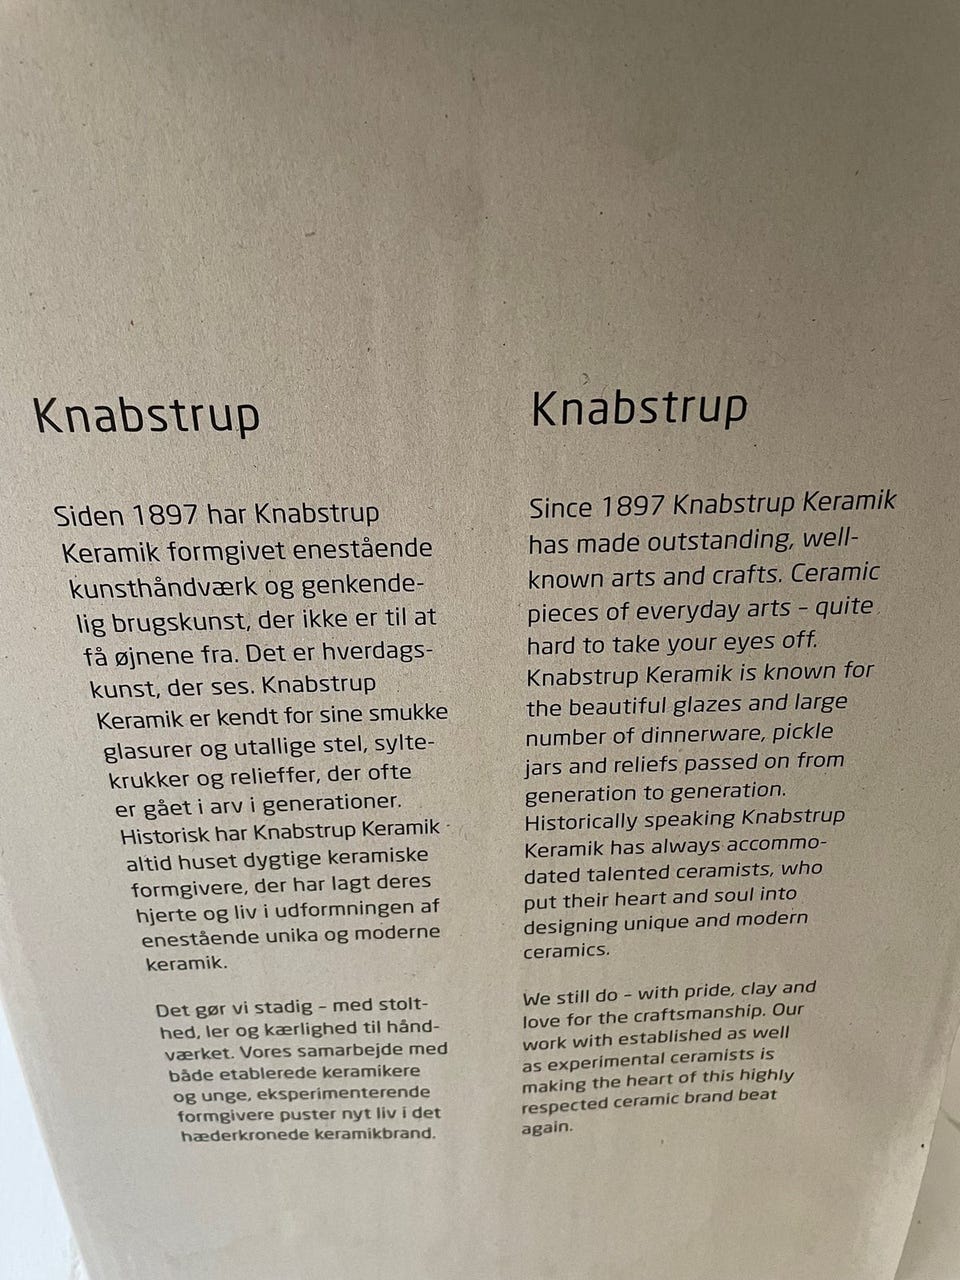 Knabstrup
Siden 1897 har Knabstrup
Keramik formgivet enestående
kunsthåndværk og genkende-
lig brugskunst, der ikke er til at
få øjnene fra. Det er hverdags-
kunst, der ses. Knabstrup
Keramik er kendt for sine smukke
glasurer og utallige stel, sylte-
krukker og relieffer, der ofte
er gået i arv i generationer.
Historisk har Knabstrup Keramik
altid huset dygtige keramiske
formgivere, der har lagt deres
hjerte og liv i udformningen af
enestående unika og moderne
keramik.
Det gør vi stadig – med stolt-
hed, ler og kærlighed til hånd-
værket. Vores samarbejde med
både etablerede keramikere
og unge, eksperimenterende
formgivere puster nyt liv i det
hæderkronede keramikbrand.
Knabstrup
Since 1897 Knabstrup Keramik
has made outstanding, well-
known arts and crafts. Ceramic
pieces of everyday arts – quite
hard to take your eyes off.
Knabstrup Keramik is known for
the beautiful glazes and large
number of dinnerware, pickle
jars and reliefs passed on from
generation to generation.
Historically speaking Knabstrup
Keramik has always accommo-
dated talented ceramists, who
put their heart and soul into
designing unique and modern
ceramics.
We still do – with pride, clay and
love for the craftsmanship. Our
work with established as well
as experimental ceramists is
making the heart of this highly
respected ceramic brand beat
again.